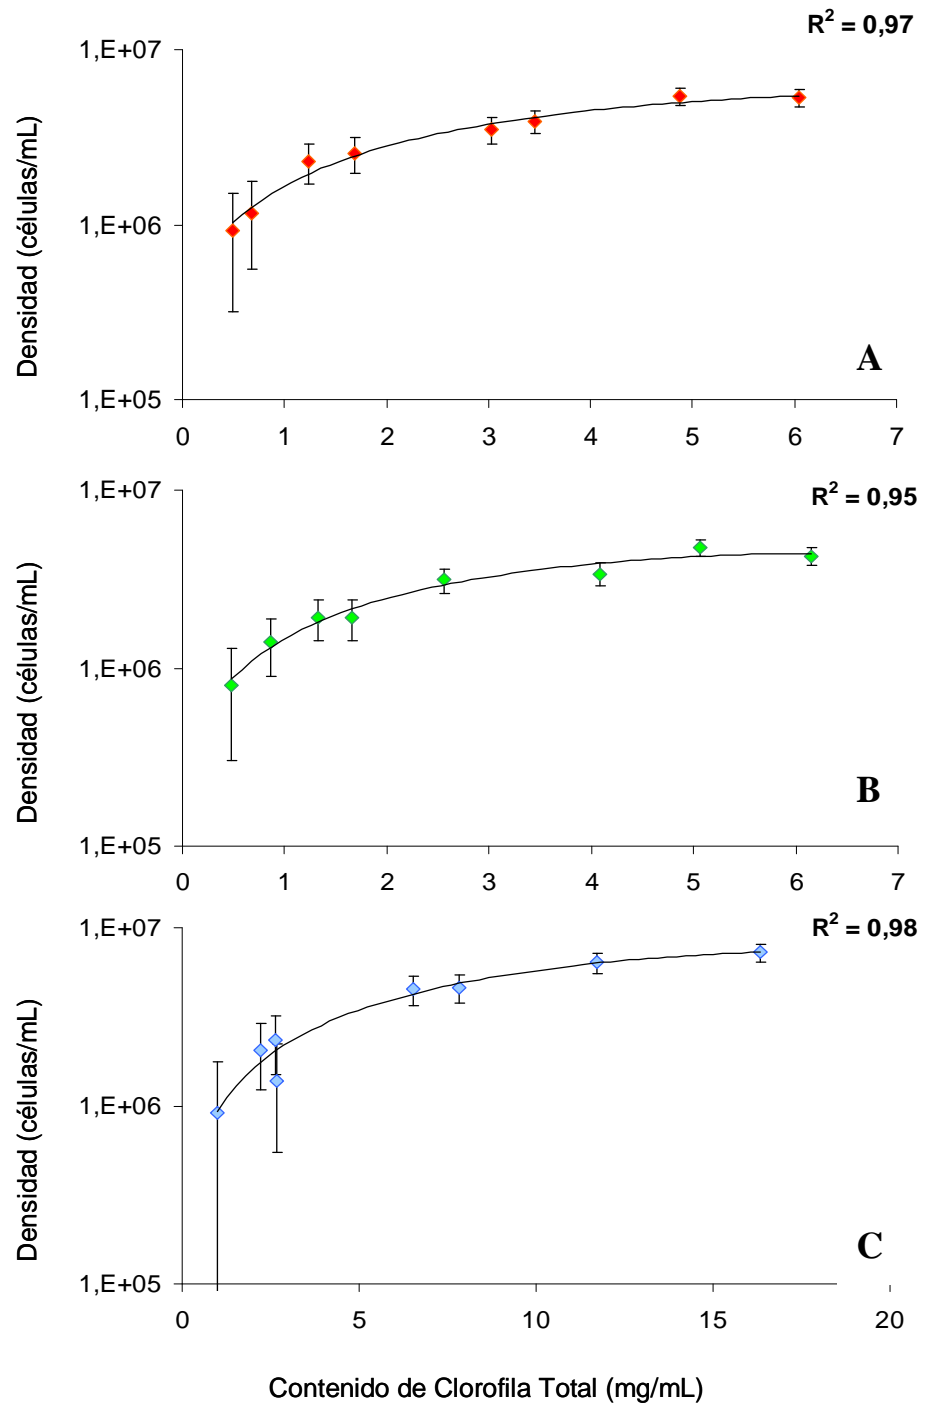 R² = 0,97
1,E+07
1,E+06
1,E+05
Densidad (células/mL)
A
0 1 2 3 4 5 6 7
R² = 0,95
1,E+07
1,E+06
1,E+05
Densidad (células/mL)
B
0 1 2 3 4 5 6 7
R² = 0,98
1,E+07
1,E+06
1,E+05
Densidad (células/mL)
C
0 5 10 15 20
Contenido de Clorofila Total (mg/mL)